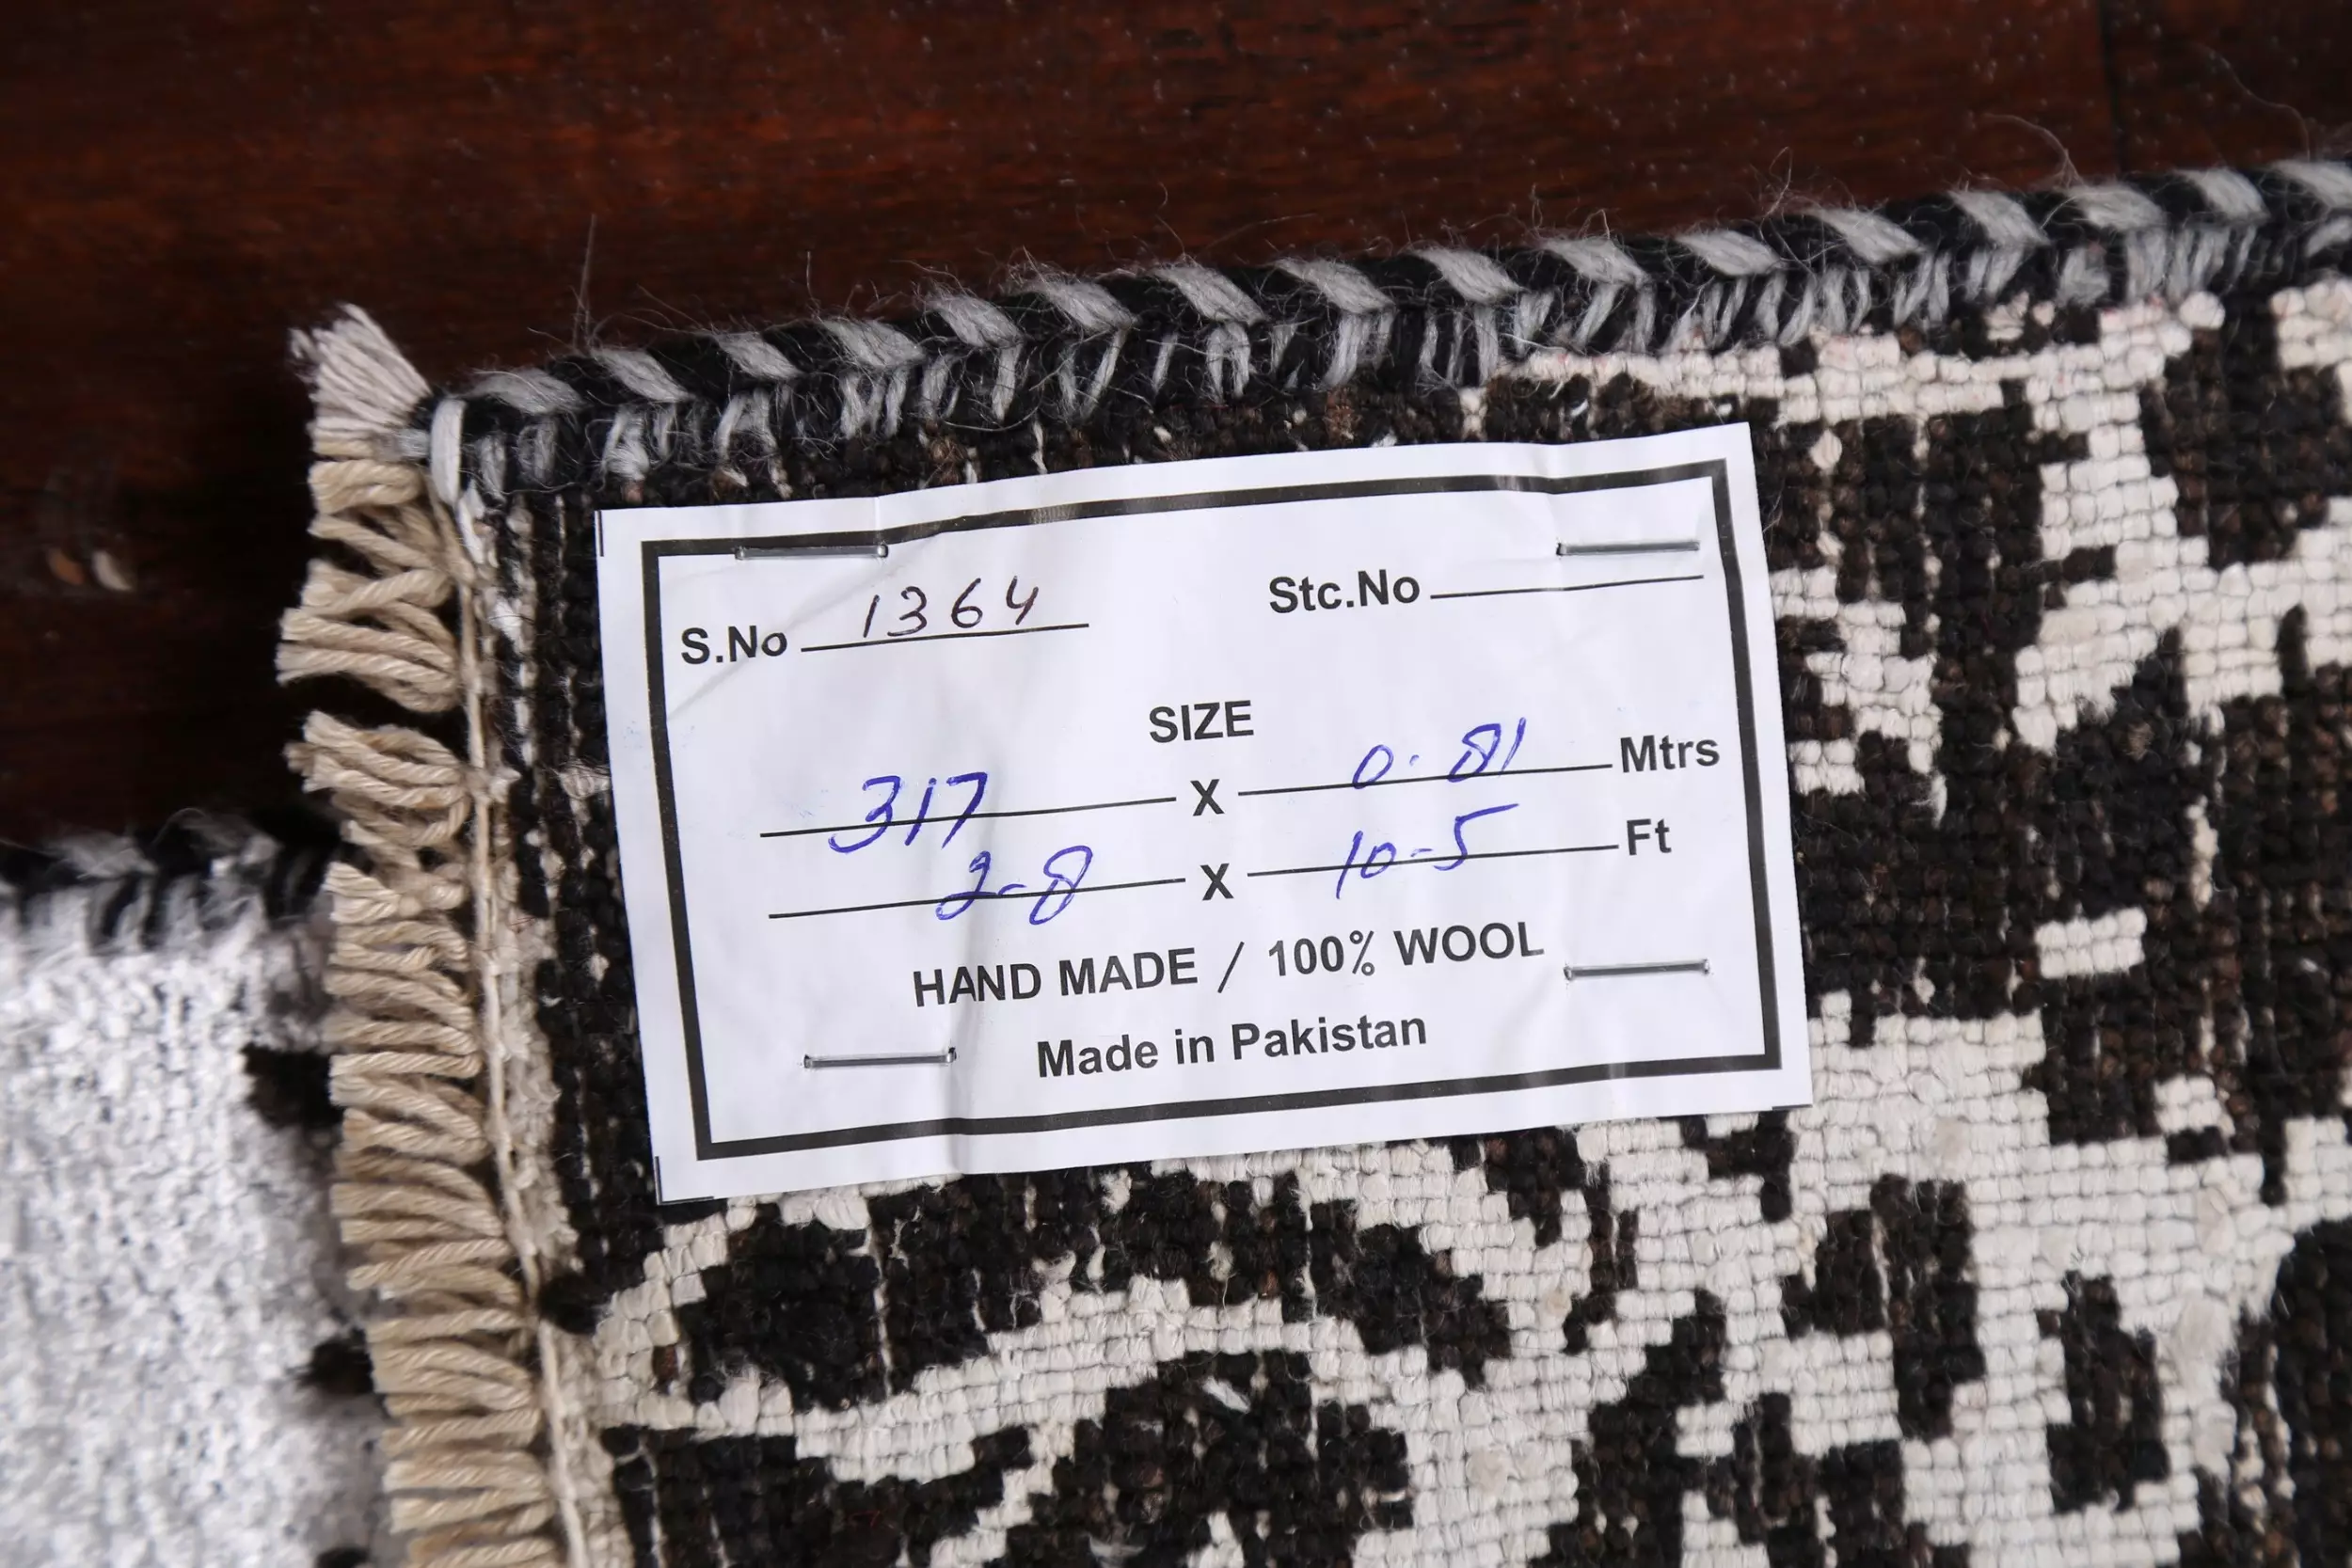 S.No 1364 Stc.No
SIZE
317 X 0.81 Mtrs
2-8 X 10-5 Ft
HAND MADE / 100% WOOL
Made in Pakistan